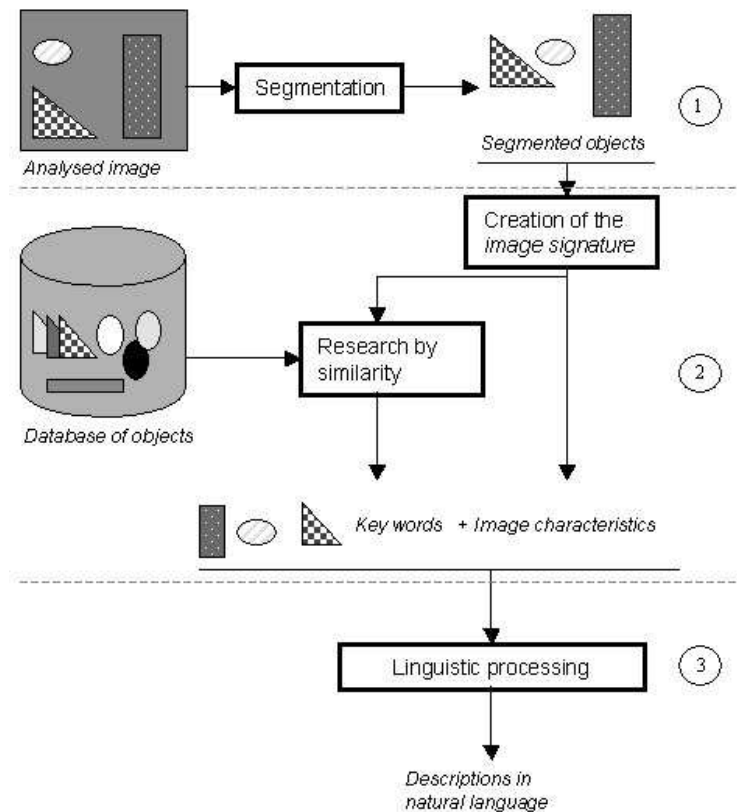 Segmentation
1
Analysed image
Segmented objects
Creation of the
image signature
Research by
similarity
2
Database of objects
Key words + Image characteristics
Linguistic processing
3
Descriptions in
natural language